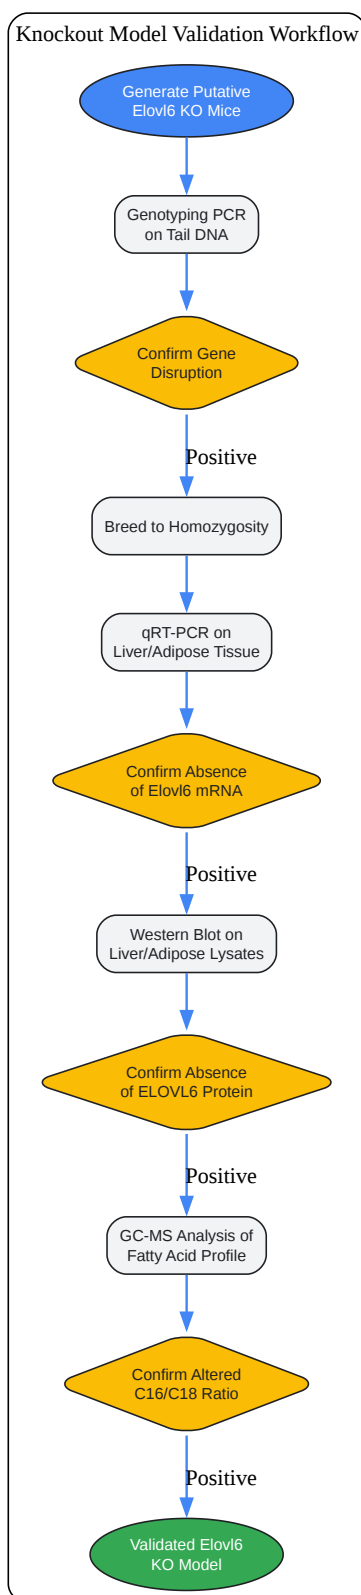 Knockout Model Validation Workflow
Generate Putative
Elovl6 KO Mice
Genotyping PCR
on Tail DNA
Confirm Gene
Disruption
Positive
Breed to Homozygosity
qRT-PCR on
Liver/Adipose Tissue
Confirm Absence
of Elovl6 mRNA
Positive
Western Blot on
Liver/Adipose Lysates
Confirm Absence
of ELOVL6 Protein
Positive
GC-MS Analysis of
Fatty Acid Profile
Confirm Altered
C16/C18 Ratio
Positive
Validated Elovl6
KO Model